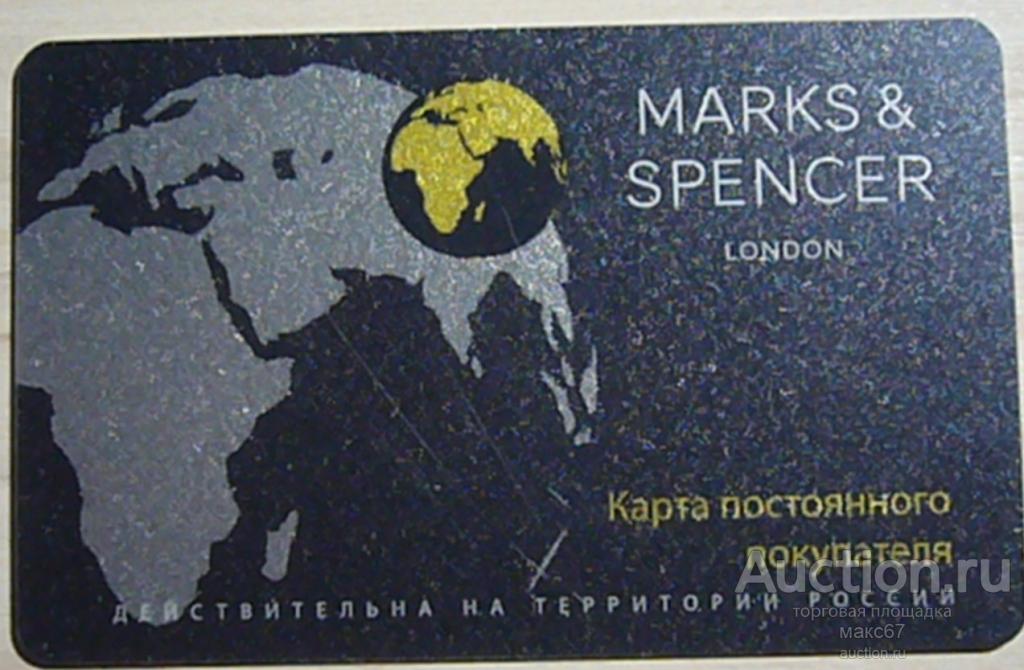 MARKS &
SPENCER
LONDON
Карта постоянного
покупателя
ДЕЙСТВИТЕЛЬНА НА ТЕРРИТОРИИ РОССИИ
Auction.ru
торговая площадка
макс67
auction.ru